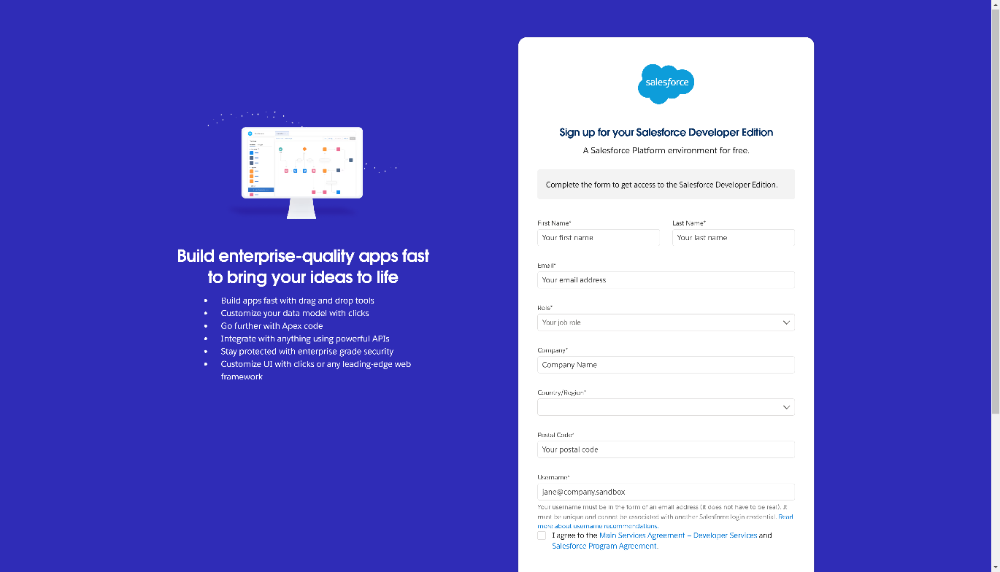 Build enterprise-quality apps fast
to bring your ideas to life
• Build apps fast with drag and drop tools
• Customize your data model with clicks
• Go further with Apex code
• Integrate with anything using powerful APIs
• Stay protected with enterprise-grade security
• Customize UI with clicks or any leading-edge web
framework
salesforce
Sign up for your Salesforce Developer Edition
A Salesforce Platform environment for free.
Complete the form to get access to the Salesforce Developer Edition.
First Name* Last Name*
Your first name Your last name
Email*
Your email address
Role*
Your job role
Company*
Company Name
Country/Region*
Postal Code*
Your postal code
Username*
jane@company.sandbox
Your username must be in the form of an email address (it does not have to be real). It
must be unique and cannot be associated with another Salesforce login credential. Read
more about username recommendations.
I agree to the Main Services Agreement – Developer Services and
Salesforce Program Agreement.